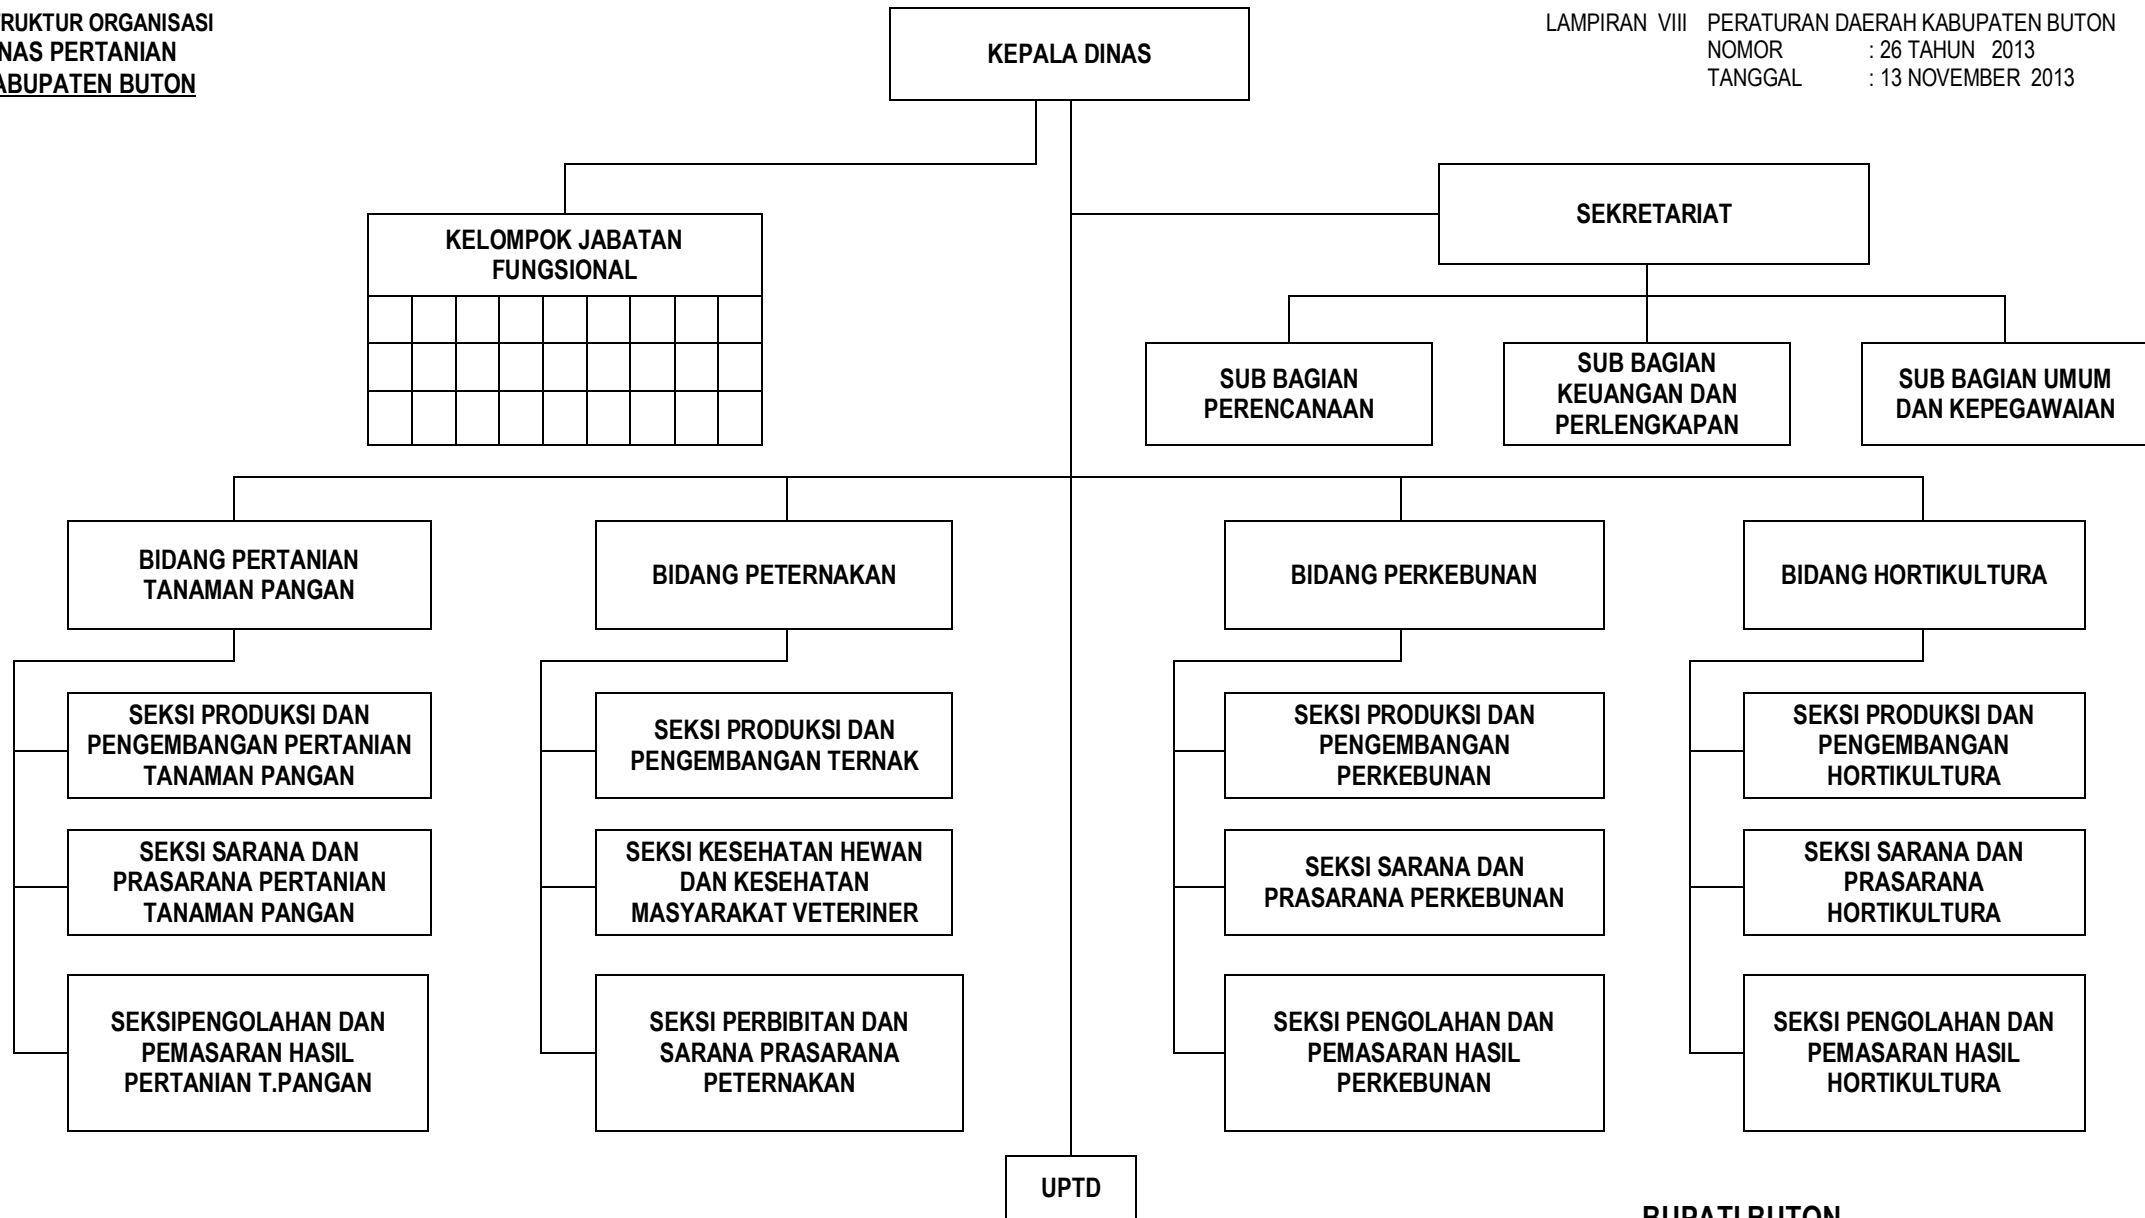 TRUKTUR ORGANISASI
NAS PERTANIAN
ABUPATEN BUTON
KEPALA DINAS
LAMPIRAN VIII PERATURAN DAERAH KABUPATEN BUTON
NOMOR : 26 TAHUN 2013
TANGGAL : 13 NOVEMBER 2013
KELOMPOK JABATAN
FUNGSIONAL
SEKRETARIAT
SUB BAGIAN
PERENCANAAN
SUB BAGIAN
KEUANGAN DAN
PERLENGKAPAN
SUB BAGIAN UMUM
DAN KEPEGAWAIAN
BIDANG PERTANIAN
TANAMAN PANGAN
BIDANG PETERNAKAN
BIDANG PERKEBUNAN
BIDANG HORTIKULTURA
SEKSI PRODUKSI DAN
PENGEMBANGAN PERTANIAN
TANAMAN PANGAN
SEKSI PRODUKSI DAN
PENGEMBANGAN TERNAK
SEKSI PRODUKSI DAN
PENGEMBANGAN
PERKEBUNAN
SEKSI PRODUKSI DAN
PENGEMBANGAN
HORTIKULTURA
SEKSI SARANA DAN
PRASARANA PERTANIAN
TANAMAN PANGAN
SEKSI KESEHATAN HEWAN
DAN KESEHATAN
MASYARAKAT VETERINER
SEKSI SARANA DAN
PRASARANA PERKEBUNAN
SEKSI SARANA DAN
PRASARANA
HORTIKULTURA
SEKSIPENGOLAHAN DAN
PEMASARAN HASIL
PERTANIAN T.PANGAN
SEKSI PERBIBITAN DAN
SARANA PRASARANA
PETERNAKAN
SEKSI PENGOLAHAN DAN
PEMASARAN HASIL
PERKEBUNAN
SEKSI PENGOLAHAN DAN
PEMASARAN HASIL
HORTIKULTURA
UPTD
BUPATI BUTON